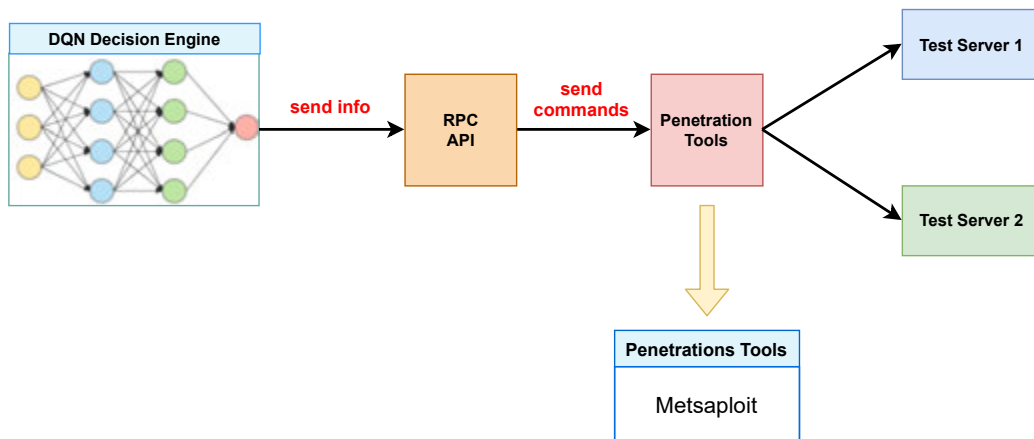 DQN Decision Engine
send info
RPC
API
send
commands
Penetration
Tools
Test Server 1
Test Server 2
Penetrations Tools
Metsaploit